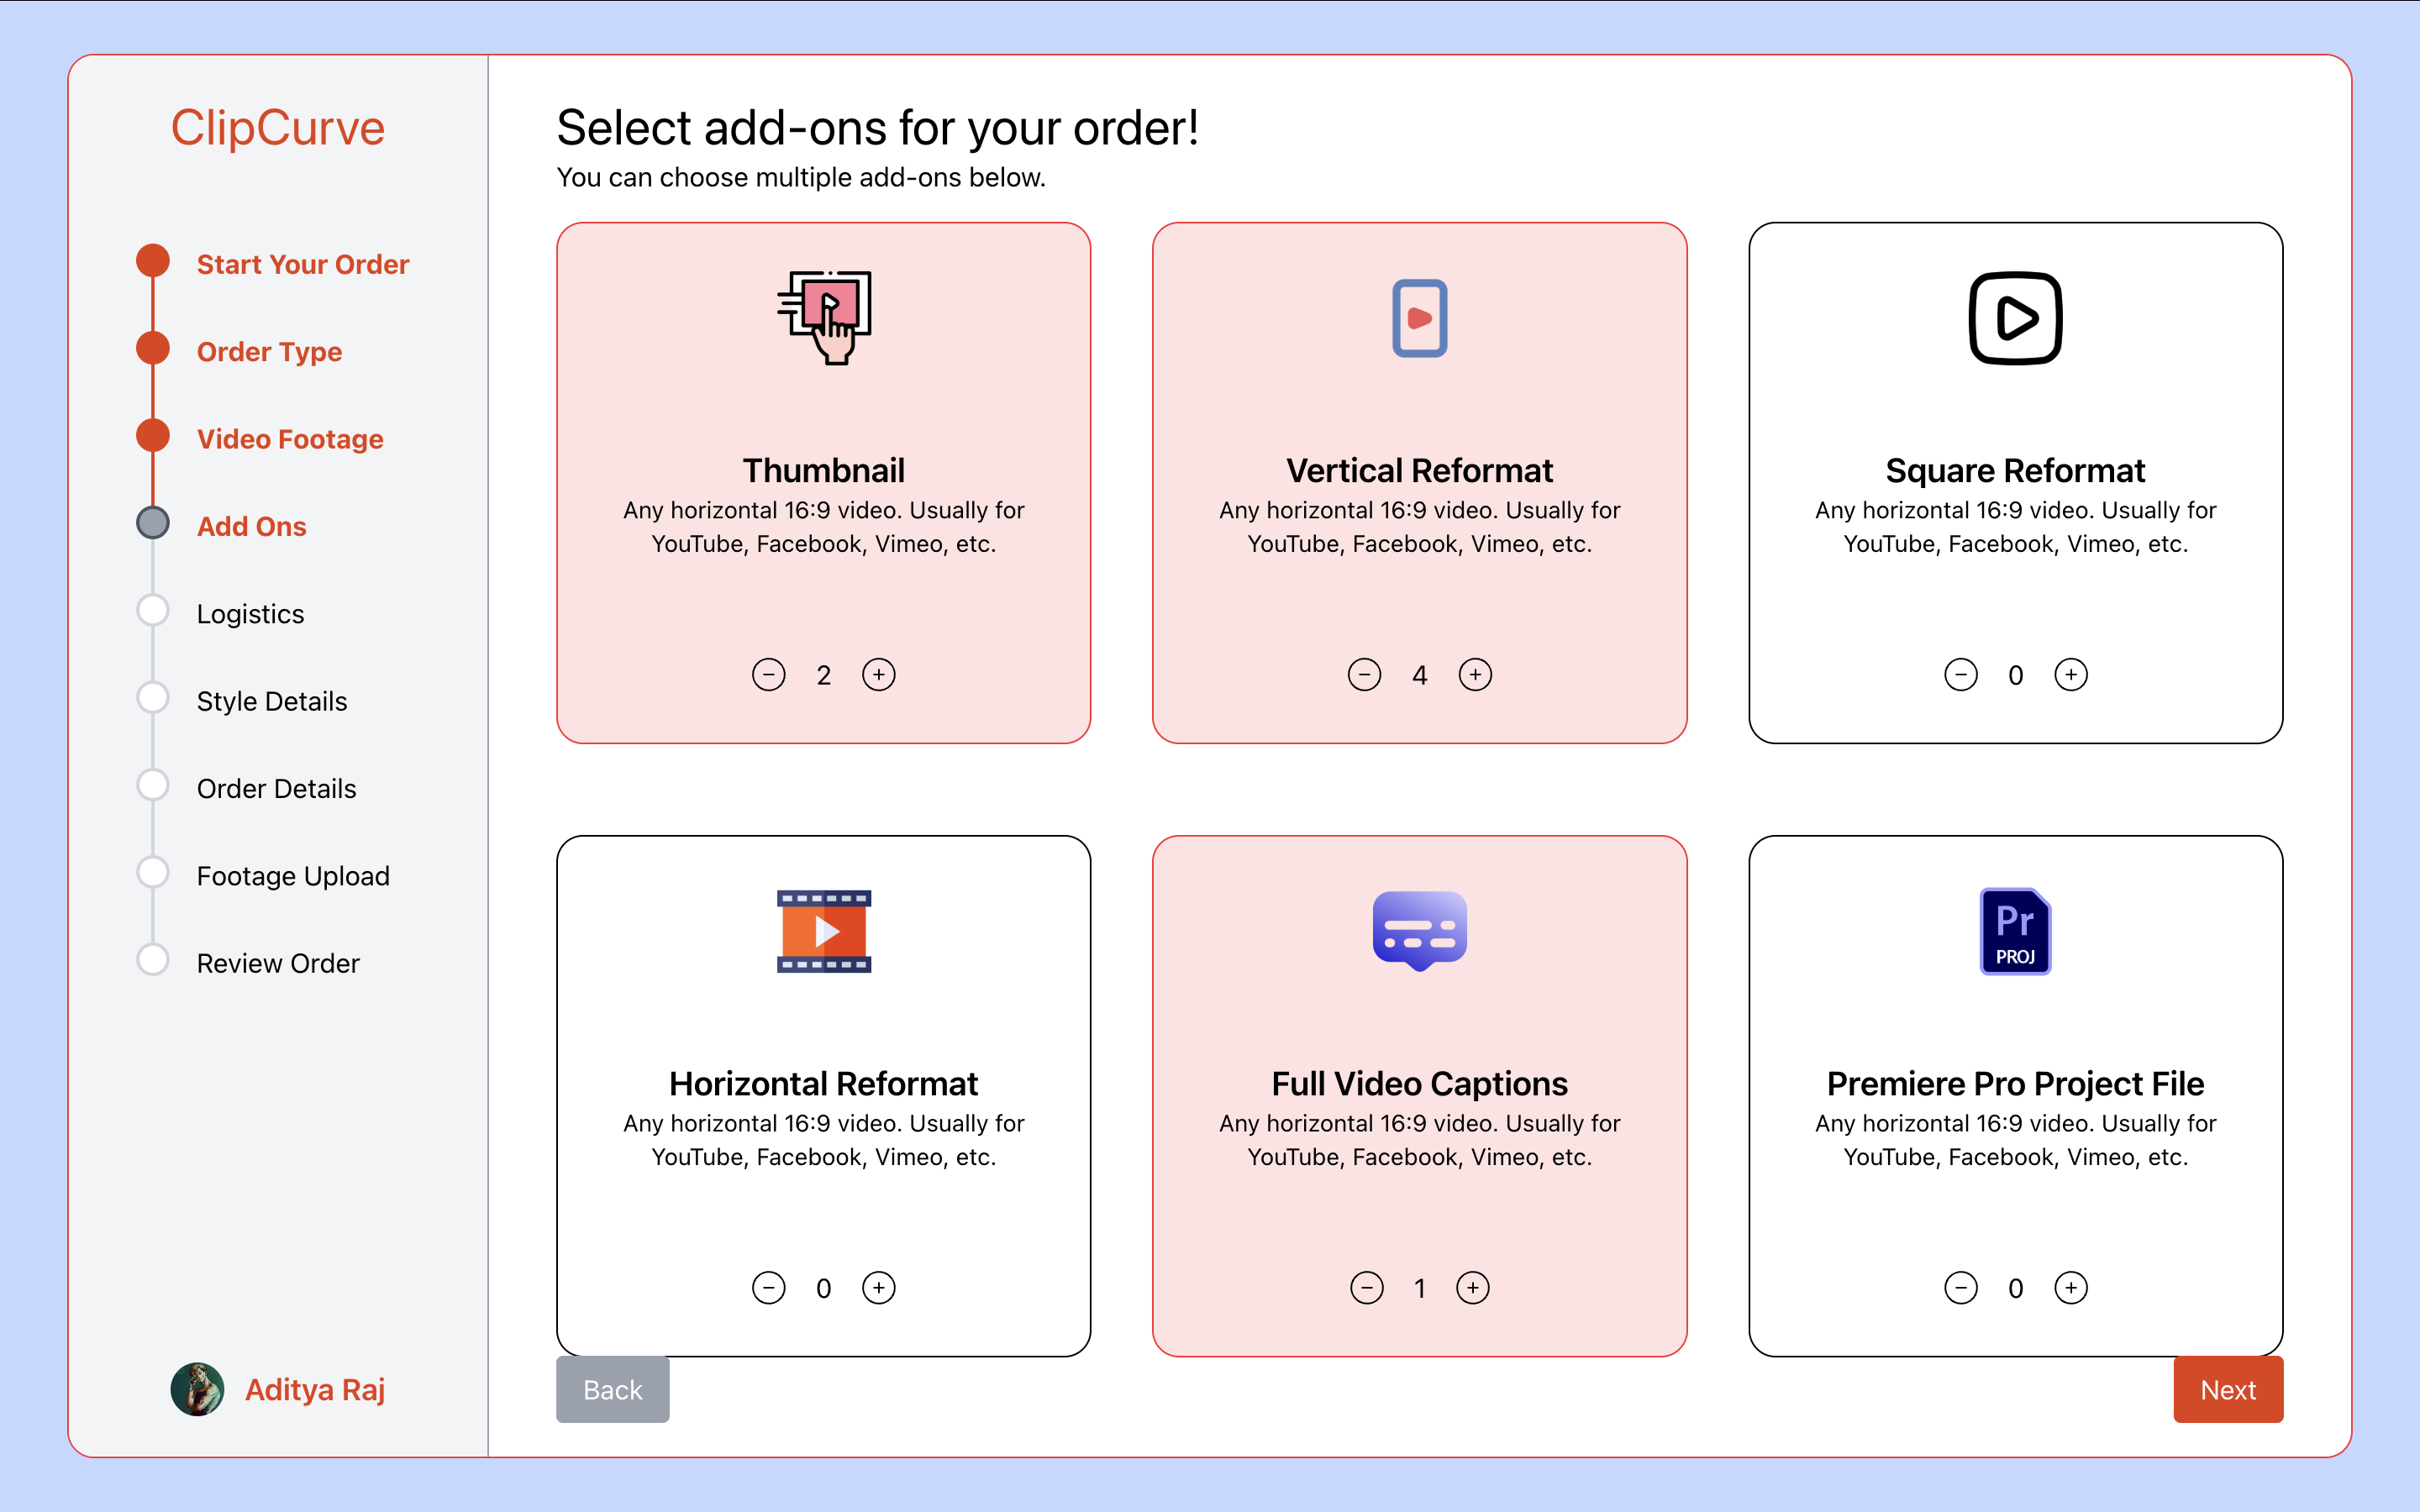 ClipCurve
Start Your Order
Order Type
Video Footage
Add Ons
Logistics
Style Details
Order Details
Footage Upload
Review Order
Aditya Raj
Select add-ons for your order!
You can choose multiple add-ons below.
Thumbnail
Any horizontal 16:9 video. Usually for
YouTube, Facebook, Vimeo, etc.
− 2 +
Vertical Reformat
Any horizontal 16:9 video. Usually for
YouTube, Facebook, Vimeo, etc.
− 4 +
Square Reformat
Any horizontal 16:9 video. Usually for
YouTube, Facebook, Vimeo, etc.
− 0 +
Horizontal Reformat
Any horizontal 16:9 video. Usually for
YouTube, Facebook, Vimeo, etc.
− 0 +
Full Video Captions
Any horizontal 16:9 video. Usually for
YouTube, Facebook, Vimeo, etc.
− 1 +
Pr
PROJ
Premiere Pro Project File
Any horizontal 16:9 video. Usually for
YouTube, Facebook, Vimeo, etc.
− 0 +
Back
Next